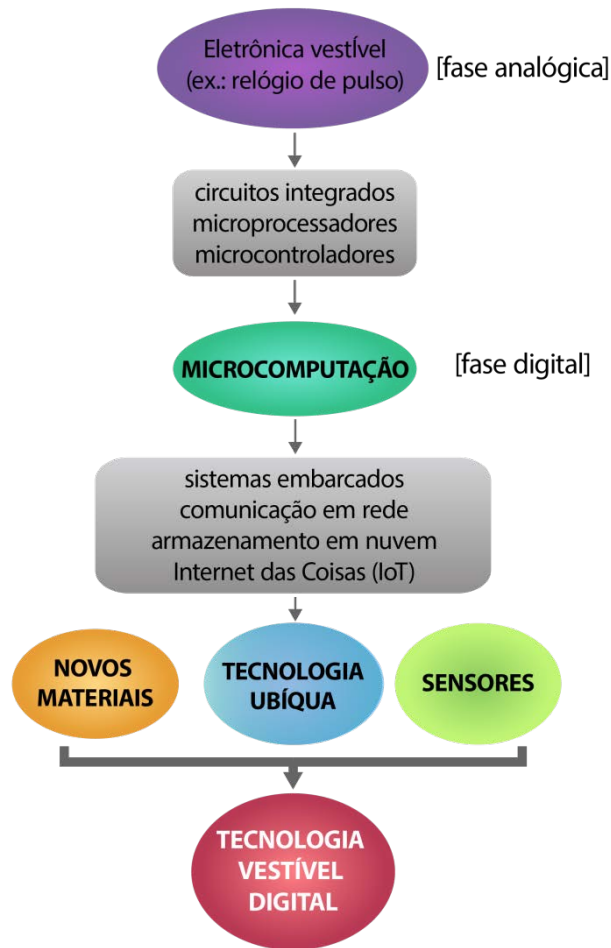 Eletrônica vestÍvel
(ex.: relógio de pulso)
[fase analógica]
circuitos integrados
microprocessadores
microcontroladores
MICROCOMPUTAÇÃO
[fase digital]
sistemas embarcados
comunicação em rede
armazenamento em nuvem
Internet das Coisas (IoT)
NOVOS
MATERIAIS
TECNOLOGIA
UBÍQUA
SENSORES
TECNOLOGIA
VESTÍVEL
DIGITAL